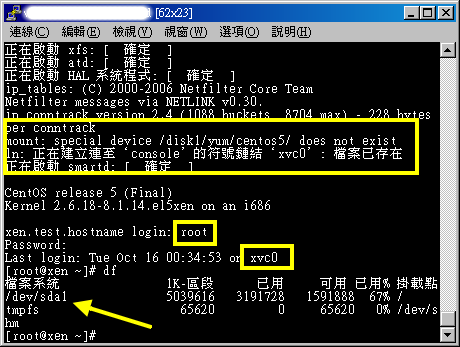 [62x23]
連線(C) 編輯(E) 檢視(V) 視窗(W) 選項(O) 說明(H)
正在啟動 xfs: [ 確定 ]
正在啟動 atd: [ 確定 ]
正在啟動 HAL 系統程式: [ 確定 ]
ip_tables: (C) 2000-2006 Netfilter Core Team
Netfilter messages via NETLINK v0.30.
ip_conntrack version 2.4 (1088 buckets, 8704 max) - 228 bytes
per conntrack
mount: special device /disk1/yum/centos5/ does not exist
ln: 正在建立連至 ‘console’ 的符號鏈結 ‘xvc0’ : 檔案已存在
正在啟動 smartd: [ 確定 ]
CentOS release 5 (Final)
Kernel 2.6.18-8.1.14.el5xen on an i686
xen.test.hostname login: root
Password:
Last login: Tue Oct 16 00:34:53 on xvc0
[root@xen ~]# df
檔案系統 1K-區段 已用 可用 已用% 掛載點
/dev/sda1 5039616 3191728 1591888 67% /
tmpfs 65620 0 65620 0% /dev/s
hm
[root@xen ~]#